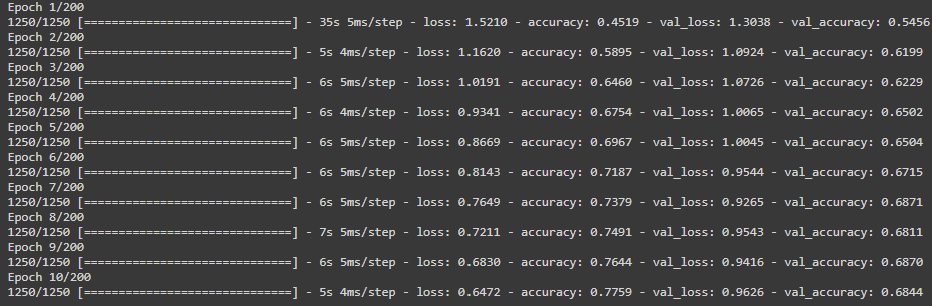 Epoch 1/200
1250/1250 [==============================] - 35s 5ms/step - loss: 1.5210 - accuracy: 0.4519 - val_loss: 1.3038 - val_accuracy: 0.5456
Epoch 2/200
1250/1250 [==============================] - 5s 4ms/step - loss: 1.1620 - accuracy: 0.5895 - val_loss: 1.0924 - val_accuracy: 0.6199
Epoch 3/200
1250/1250 [==============================] - 6s 5ms/step - loss: 1.0191 - accuracy: 0.6460 - val_loss: 1.0726 - val_accuracy: 0.6229
Epoch 4/200
1250/1250 [==============================] - 6s 4ms/step - loss: 0.9341 - accuracy: 0.6754 - val_loss: 1.0065 - val_accuracy: 0.6502
Epoch 5/200
1250/1250 [==============================] - 6s 5ms/step - loss: 0.8669 - accuracy: 0.6967 - val_loss: 1.0045 - val_accuracy: 0.6504
Epoch 6/200
1250/1250 [==============================] - 6s 5ms/step - loss: 0.8143 - accuracy: 0.7187 - val_loss: 0.9544 - val_accuracy: 0.6715
Epoch 7/200
1250/1250 [==============================] - 6s 5ms/step - loss: 0.7649 - accuracy: 0.7379 - val_loss: 0.9265 - val_accuracy: 0.6871
Epoch 8/200
1250/1250 [==============================] - 7s 5ms/step - loss: 0.7211 - accuracy: 0.7491 - val_loss: 0.9543 - val_accuracy: 0.6811
Epoch 9/200
1250/1250 [==============================] - 6s 5ms/step - loss: 0.6830 - accuracy: 0.7644 - val_loss: 0.9416 - val_accuracy: 0.6870
Epoch 10/200
1250/1250 [==============================] - 5s 4ms/step - loss: 0.6472 - accuracy: 0.7759 - val_loss: 0.9626 - val_accuracy: 0.6844